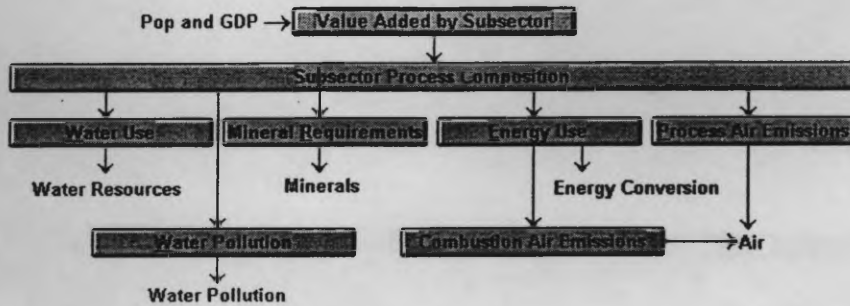 Pop and GDP
Value Added by Subsector
Subsector Process Composition
Water Use
Mineral Requirements
Energy Use
Process Air Emissions
Water Resources
Minerals
Energy Conversion
Water Pollution
Combustion Air Emissions
Air
Water Pollution